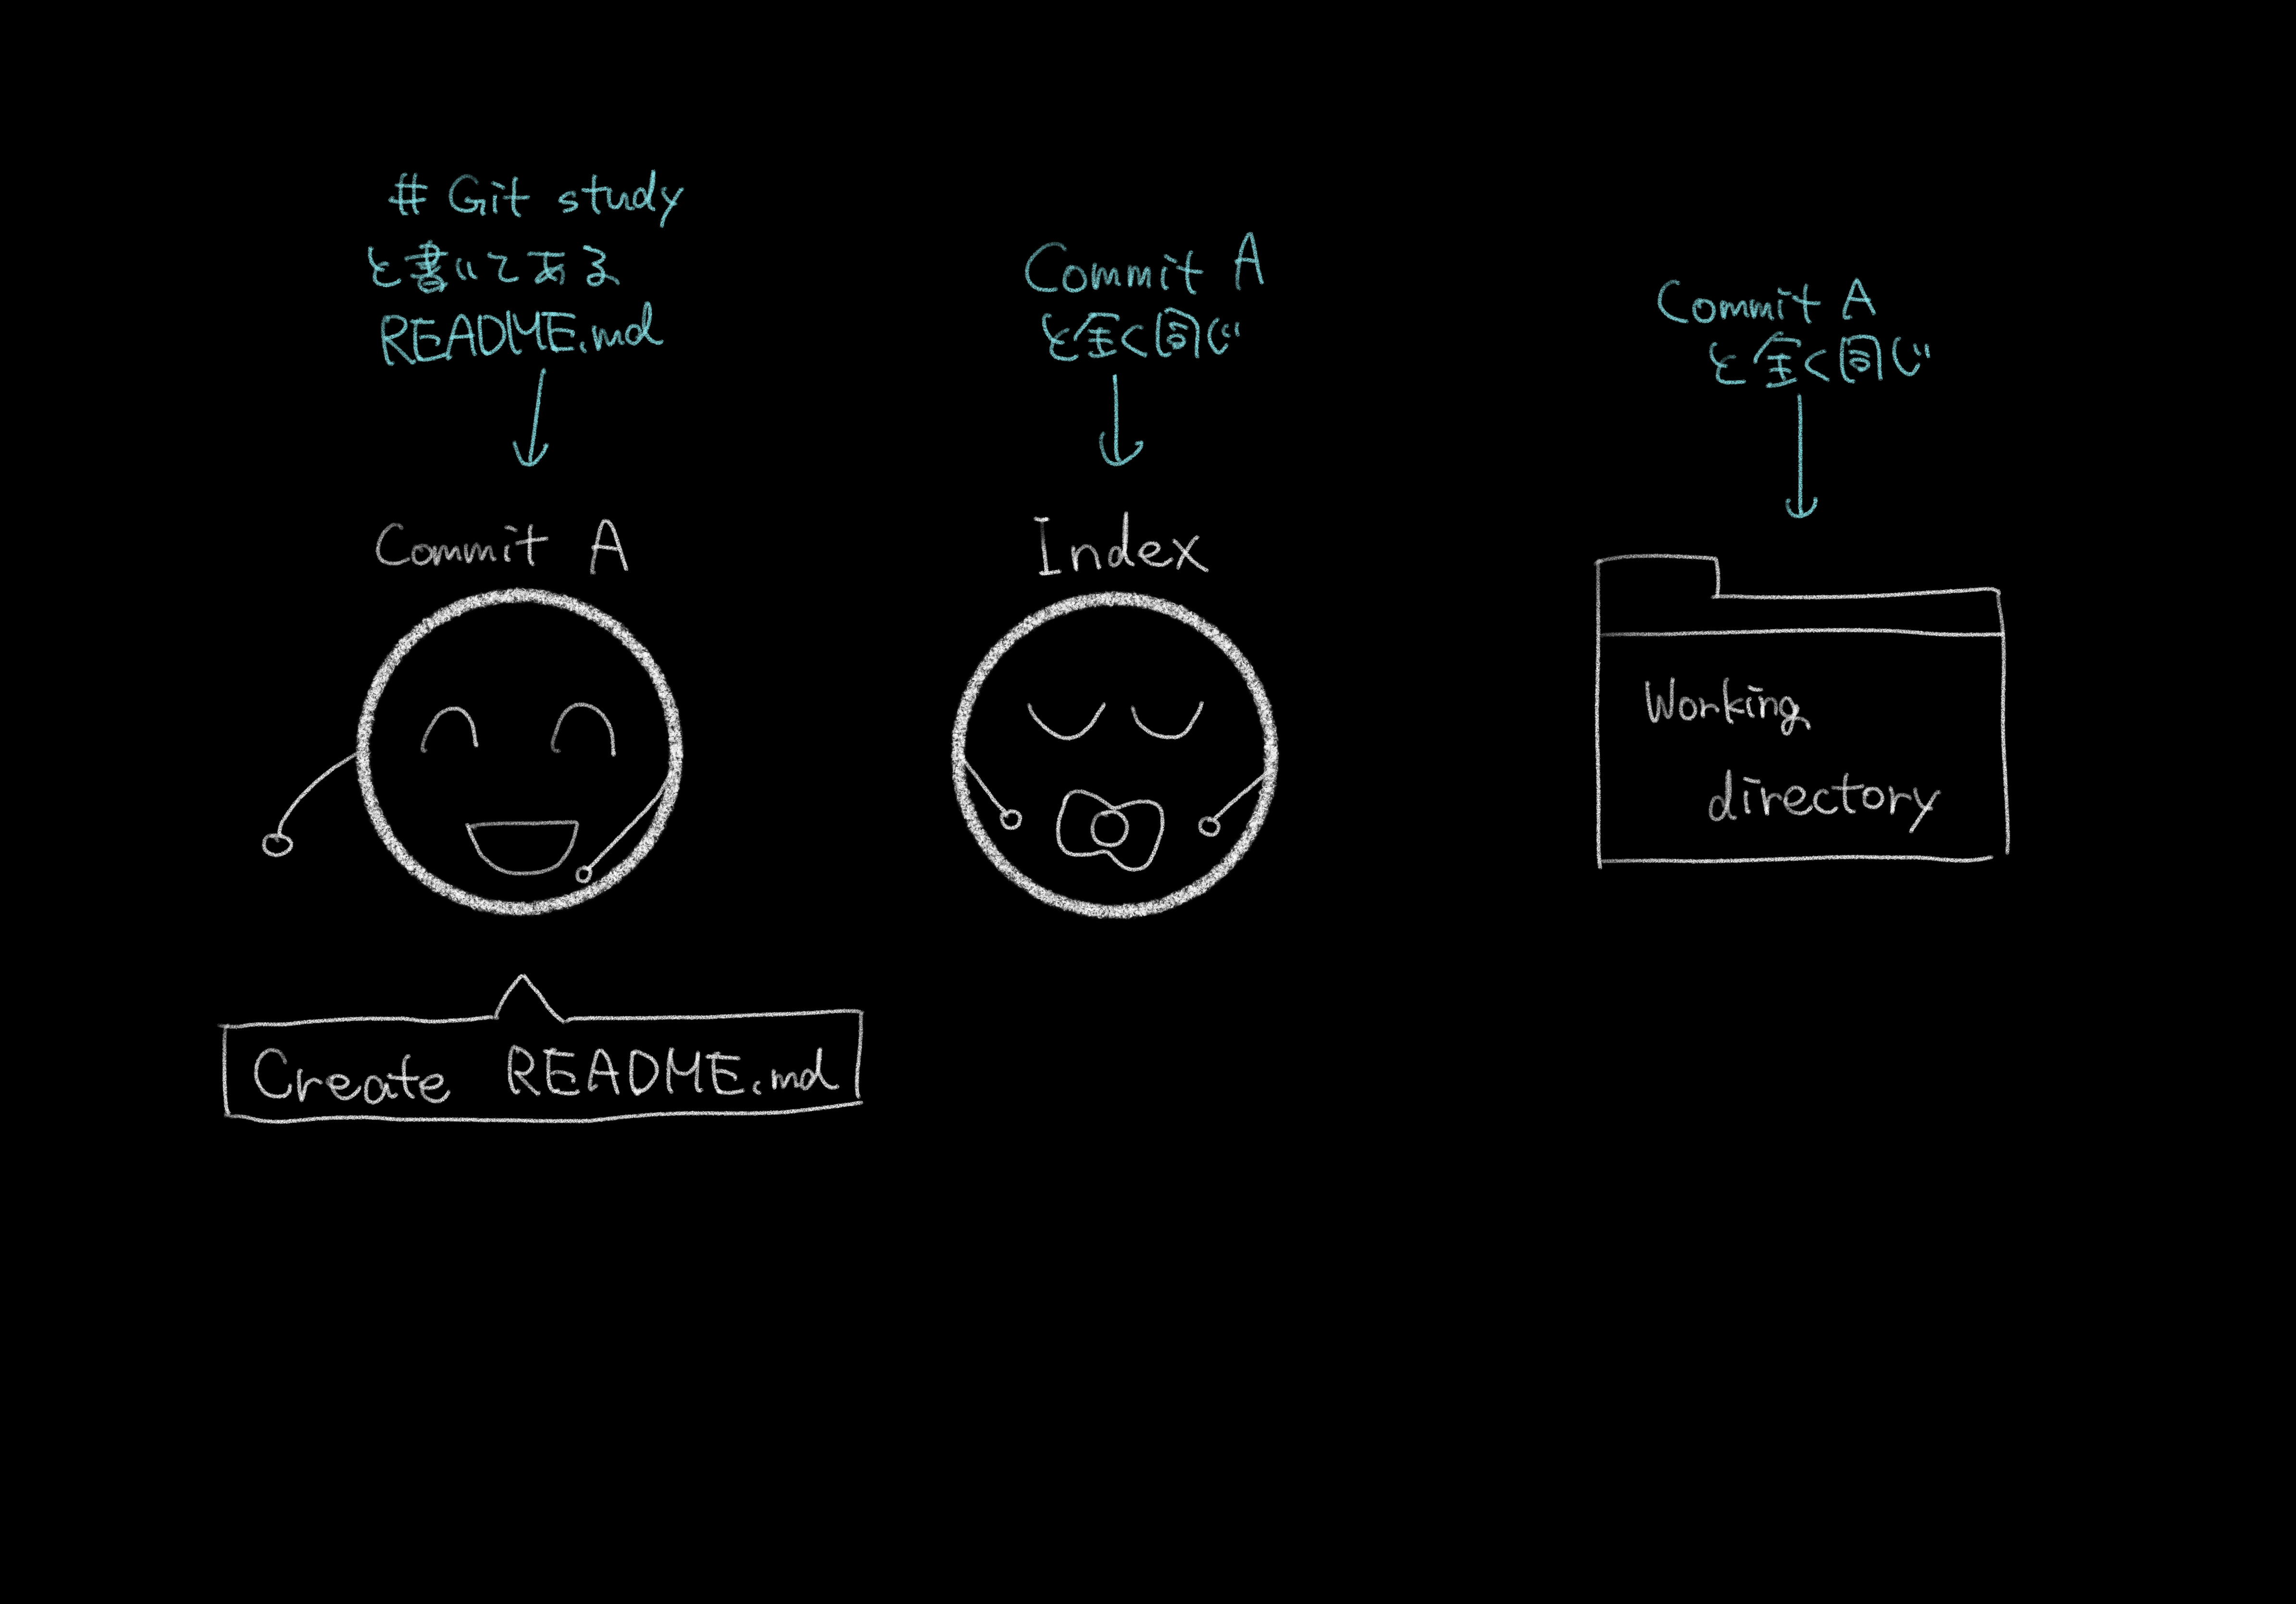 # Git study
と書いてある
README.md
Commit A
と全く同じ
Commit A
と全く同じ
Commit A
Index
Working
directory
Create README.md